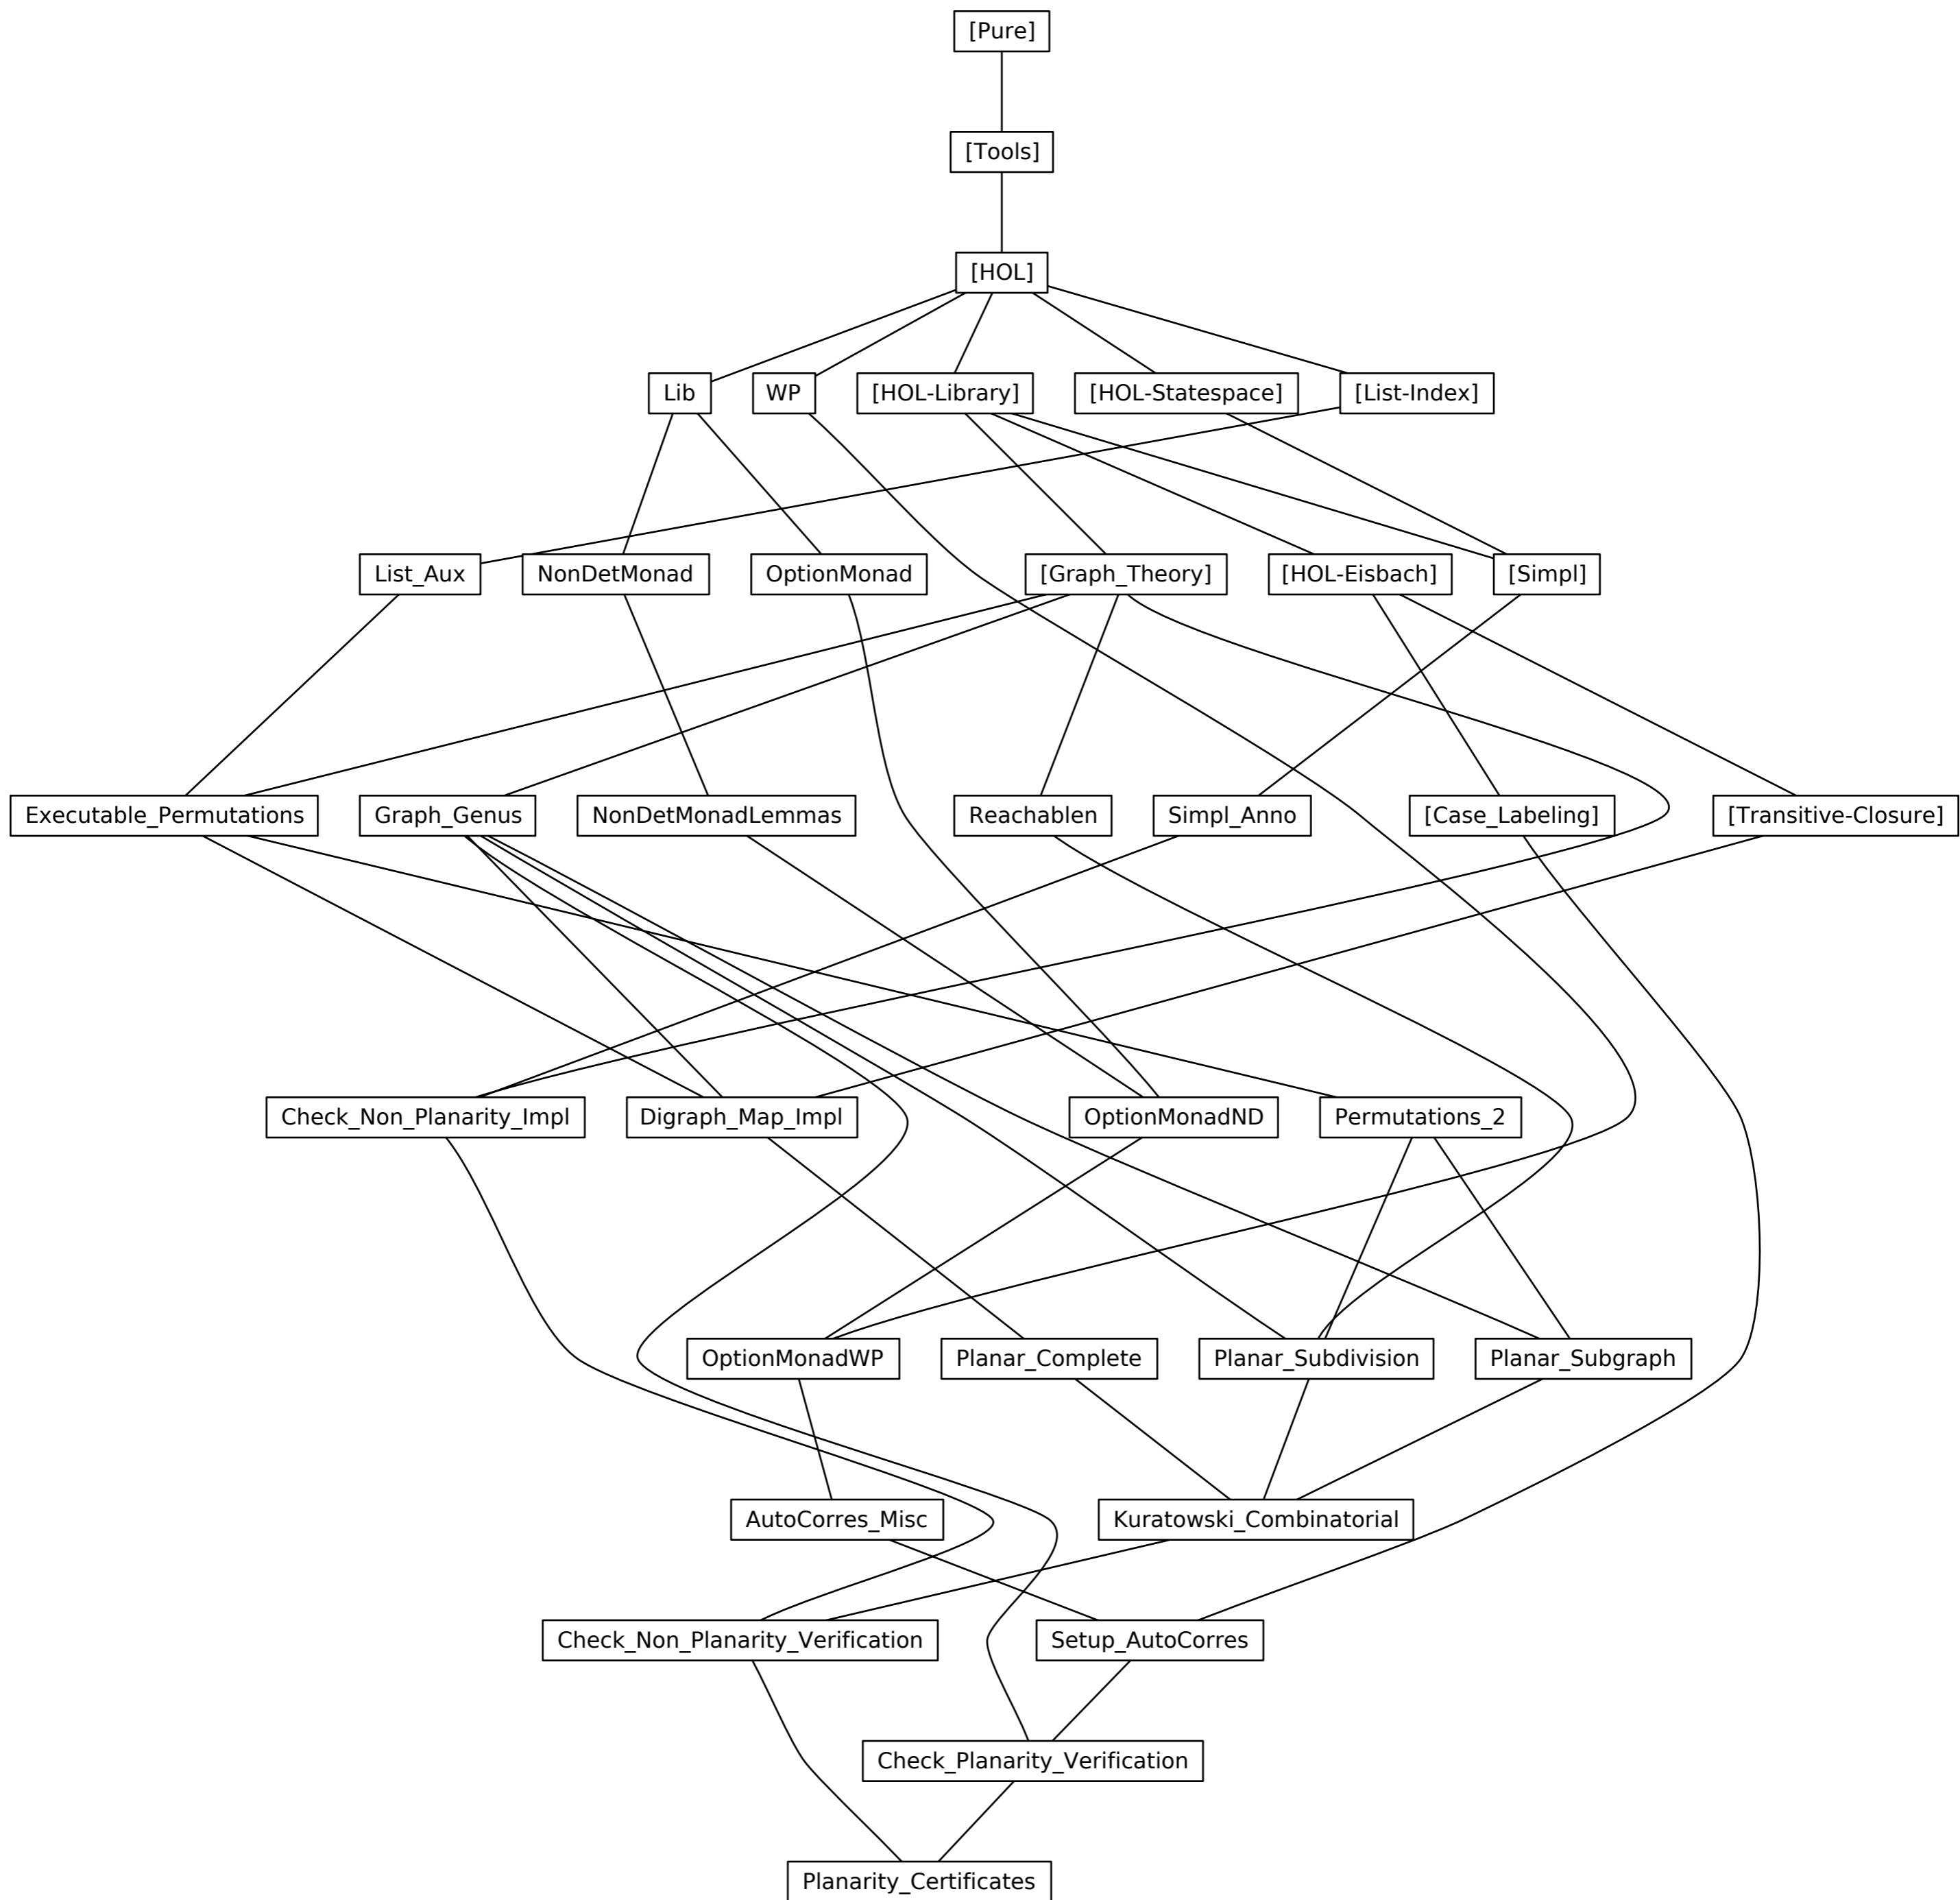 [Pure]
[Tools]
[HOL]
Lib
WP
[HOL-Library]
[HOL-Statespace]
[List-Index]
List_Aux
NonDetMonad
OptionMonad
[Graph_Theory]
[HOL-Eisbach]
[Simpl]
Executable_Permutations
Graph_Genus
NonDetMonadLemmas
Reachablen
Simpl_Anno
[Case_Labeling]
[Transitive-Closure]
Check_Non_Planarity_Impl
Digraph_Map_Impl
OptionMonadND
Permutations_2
OptionMonadWP
Planar_Complete
Planar_Subdivision
Planar_Subgraph
AutoCorres_Misc
Kuratowski_Combinatorial
Check_Non_Planarity_Verification
Setup_AutoCorres
Check_Planarity_Verification
Planarity_Certificates